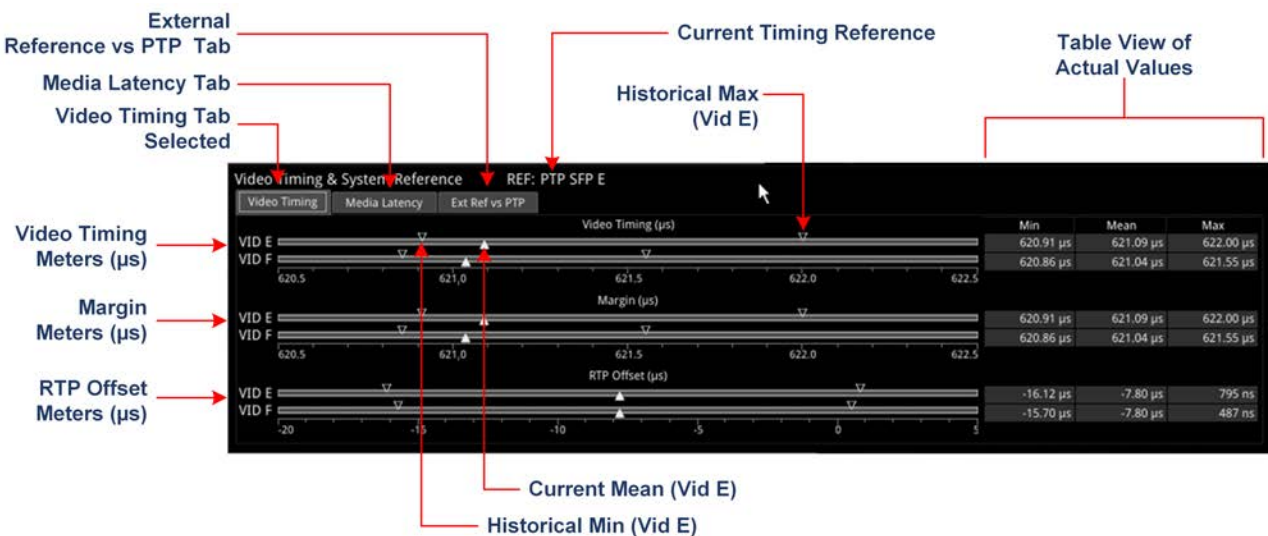 External
Reference vs PTP Tab
Media Latency Tab
Video Timing Tab
Selected
Current Timing Reference
Historical Max
(Vid E)
Table View of
Actual Values
Video Timing & System Reference REF: PTP SFP E
Video Timing Media Latency Ext Ref vs PTP
Video Timing
Meters (µs)
Video Timing (µs)
Min Mean Max
VID E 620.91 µs 621.09 µs 622.00 µs
VID F 620.86 µs 621.04 µs 621.55 µs
620.5 621,0 621.5 622.0 622.5
Margin
Meters (µs)
Margin (µs)
VID E 620.91 µs 621.09 µs 622.00 µs
VID F 620.86 µs 621.04 µs 621.55 µs
620.5 621,0 621.5 622.0 622.5
RTP Offset
Meters (µs)
RTP Offset (µs)
VID E -16.12 µs -7.80 µs 795 ns
VID F -15.70 µs -7.80 µs 487 ns
-20 -15 -10 -5 0 5
Current Mean (Vid E)
Historical Min (Vid E)